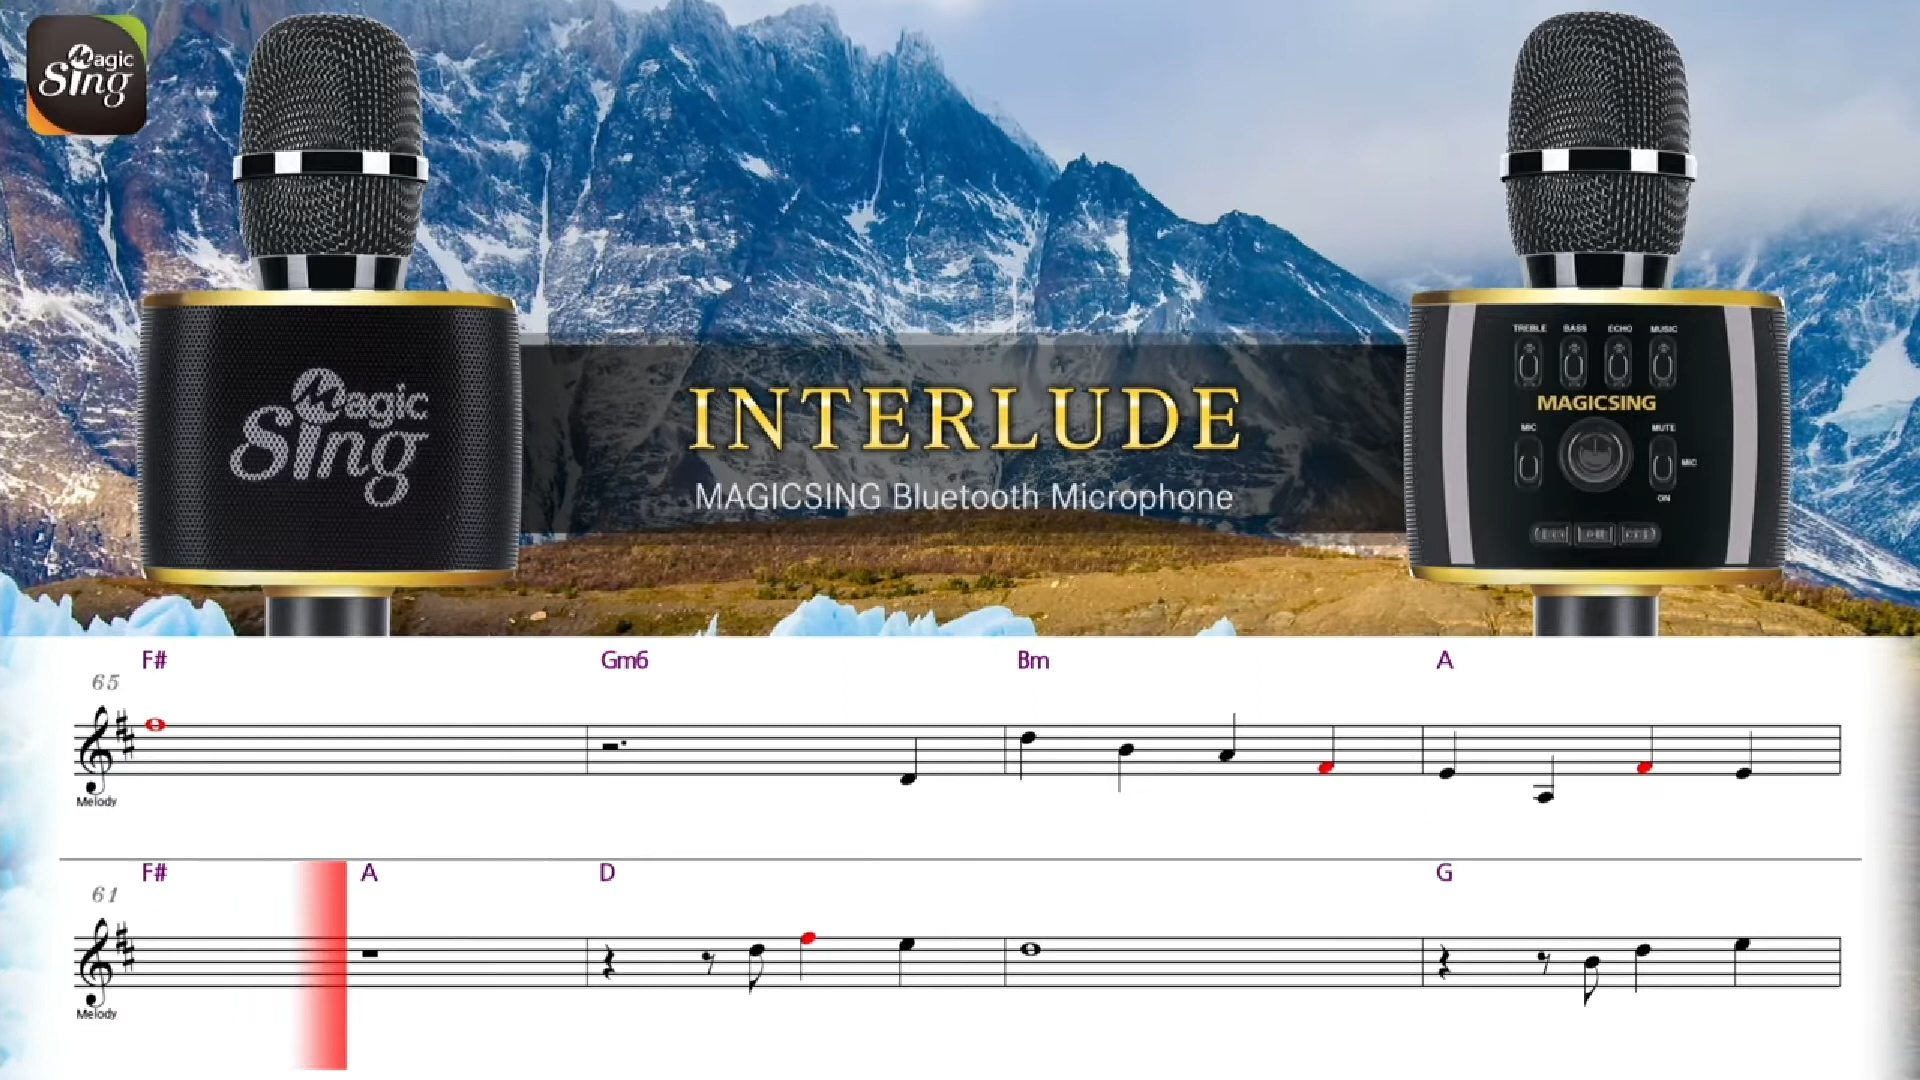 Magic
Sing
TREBLE BASS ECHO MUSIC
MAGICSING
MIC MUTE
MIC
ON
Magic
Sing
INTERLUDE
MAGICSING Bluetooth Microphone
F# Gm6 Bm A
65
Melody
F# A D G
61
Melody